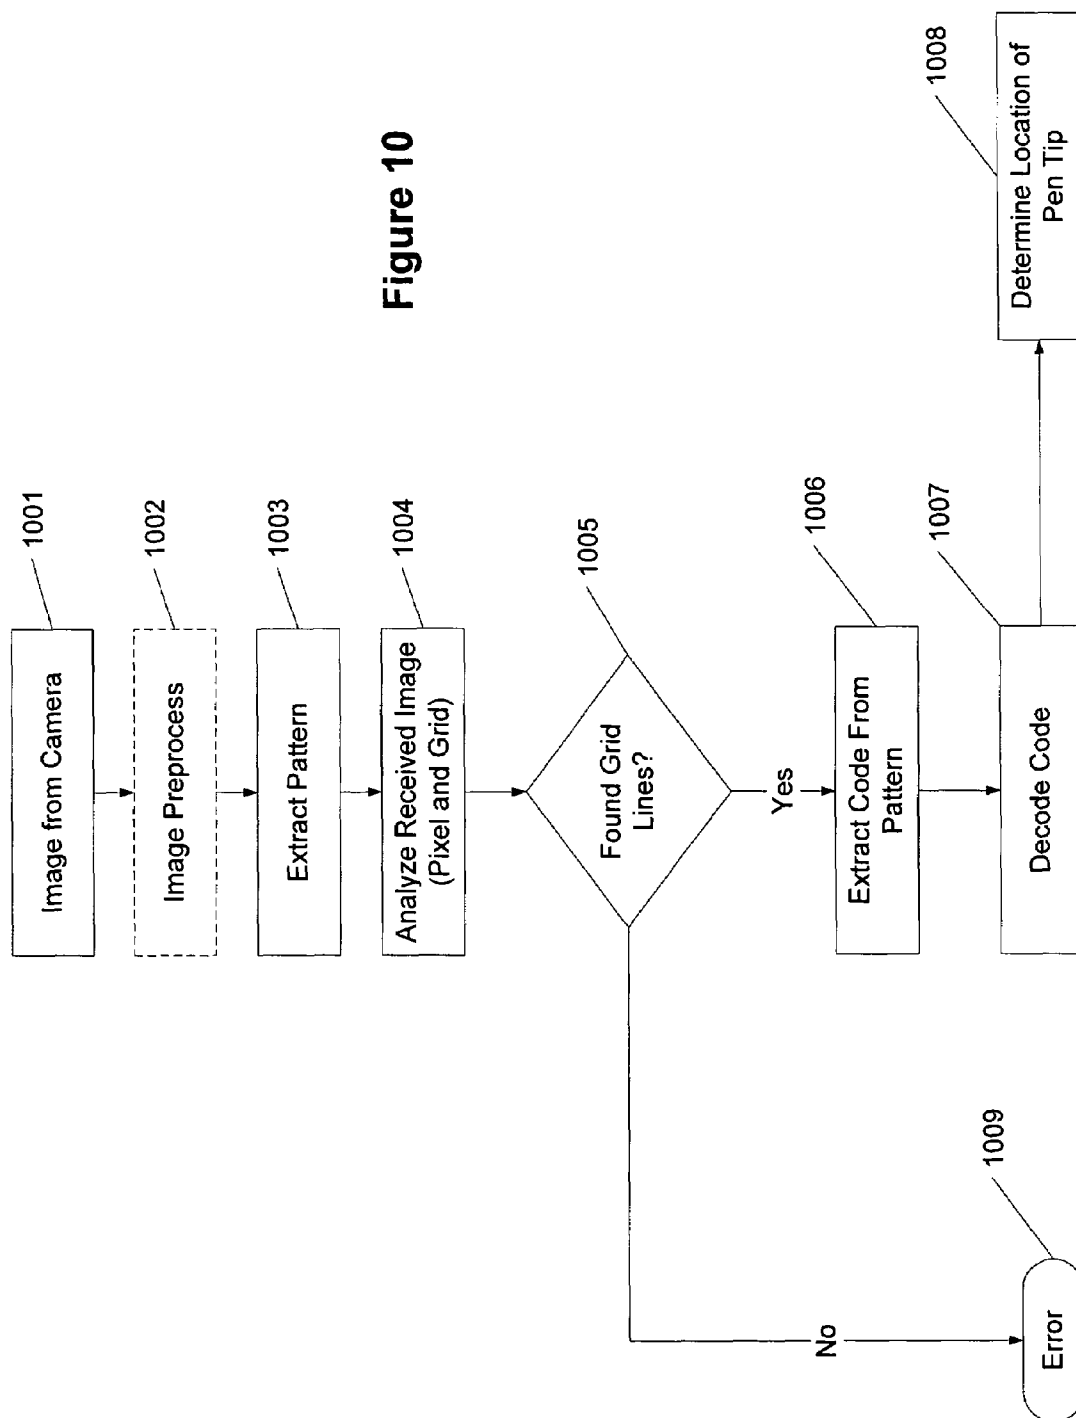 Image from Camera
1001
Image Preprocess
1002
Extract Pattern
1003
Analyze Received Image
(Pixel and Grid)
1004
Found Grid
Lines?
1005
Yes
No
Extract Code From
Pattern
1006
Decode Code
1007
Determine Location of
Pen Tip
1008
Error
1009
Figure 10